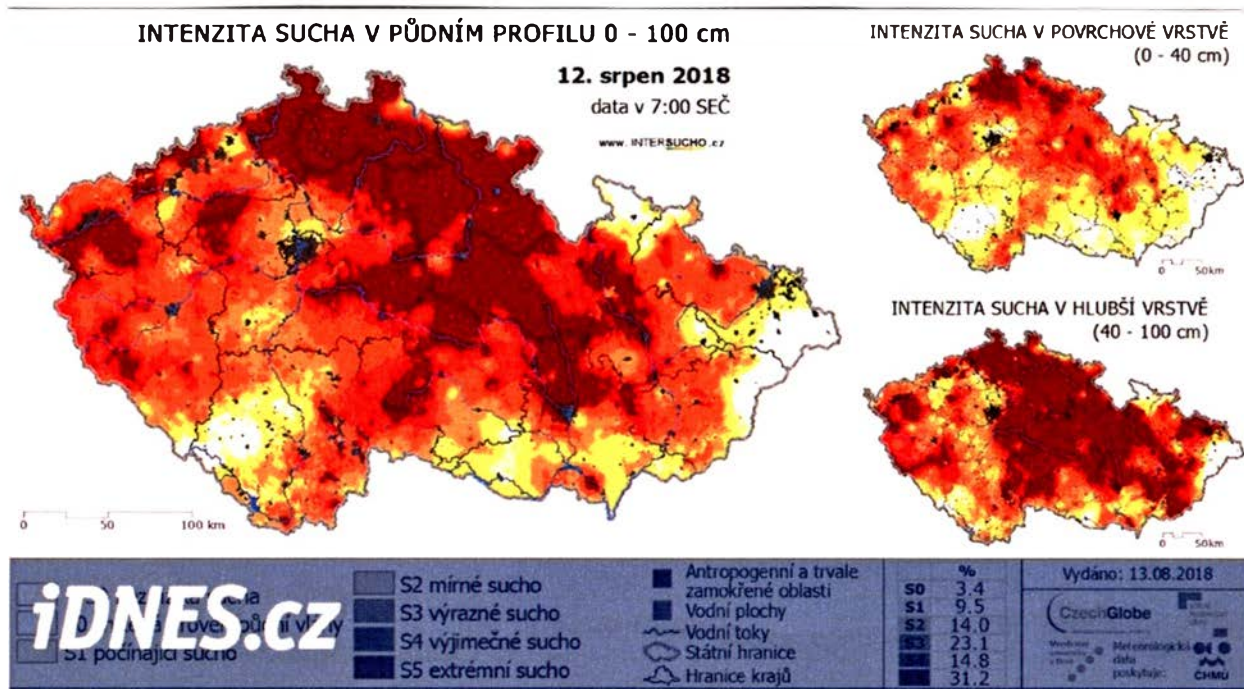 INTENZITA SUCHA V PŮDNÍM PROFILU 0 - 100 cm
12. srpen 2018
data v 7:00 SEČ
www.INTERSUCHO.cz
0 50 100 km
INTENZITA SUCHA V POVRCHOVÉ VRSTVĚ
(0 - 40 cm)
0 50km
INTENZITA SUCHA V HLUBŠÍ VRSTVĚ
(40 - 100 cm)
0 50km
iDNES.cz
S1 počínající sucho
S2 mírné sucho
S3 výrazné sucho
S4 výjimečné sucho
S5 extrémní sucho
Antropogenní a trvale
zamokřené oblasti
Vodní plochy
Vodní toky
Státní hranice
Hranice krajů
%
S0 3.4
S1 9.5
S2 14.0
S3 23.1
14.8
31.2
Vydáno: 13.08.2018
CzechGlobe
Meteorologická
data
poskytuje:
ČHMÚ